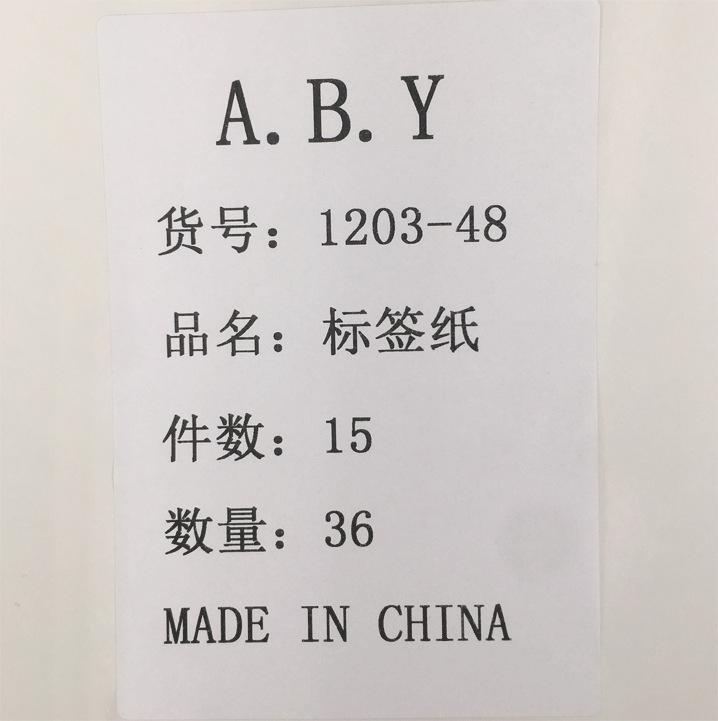 A.B.Y
货号：1203-48
品名：标签纸
件数：15
数量：36
MADE IN CHINA